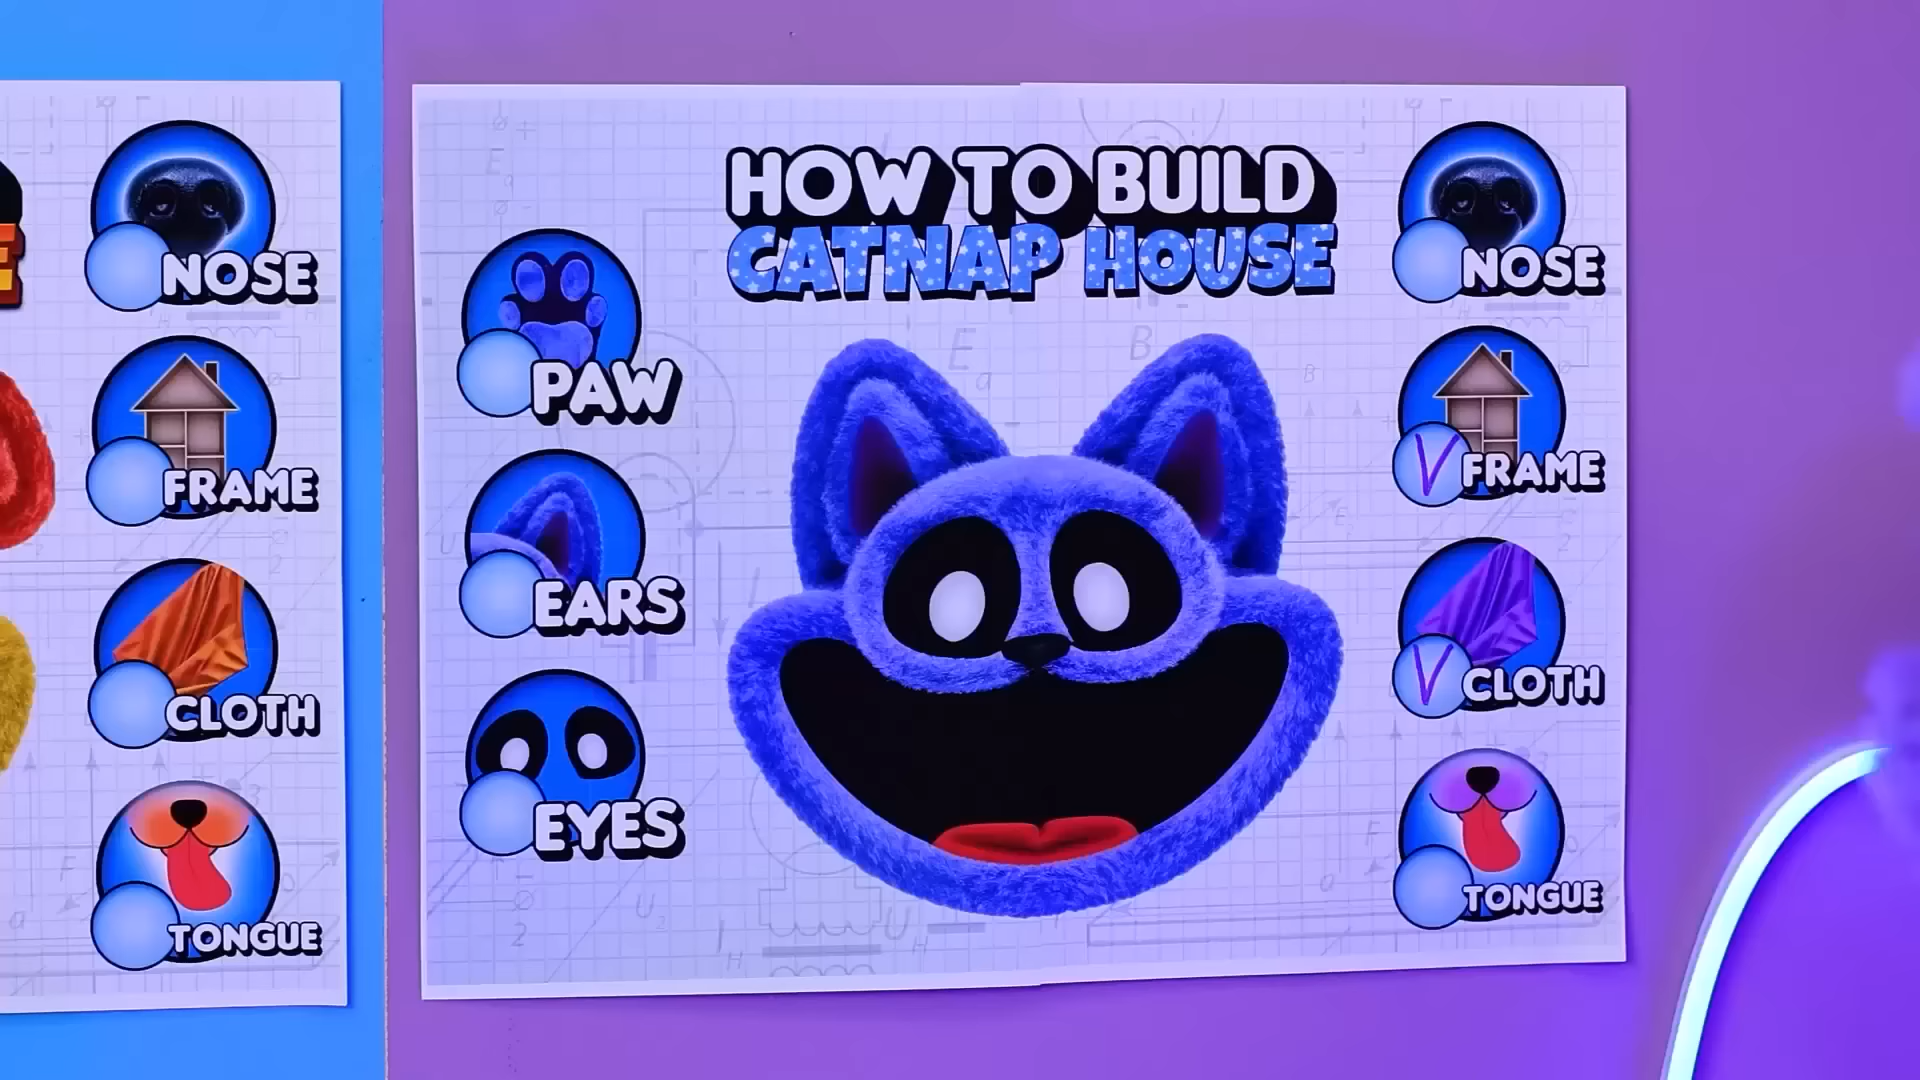 NOSE
FRAME
CLOTH
TONGUE
HOW TO BUILD
CATNAP HOUSE
PAW
EARS
EYES
NOSE
V FRAME
V CLOTH
TONGUE